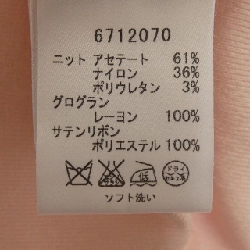 6712070
ニット アセテート 61%
ナイロン 36%
ポリウレタン 3%
グログラン
レーヨン 100%
サテンリボン
ポリエステル 100%
ソフト洗い